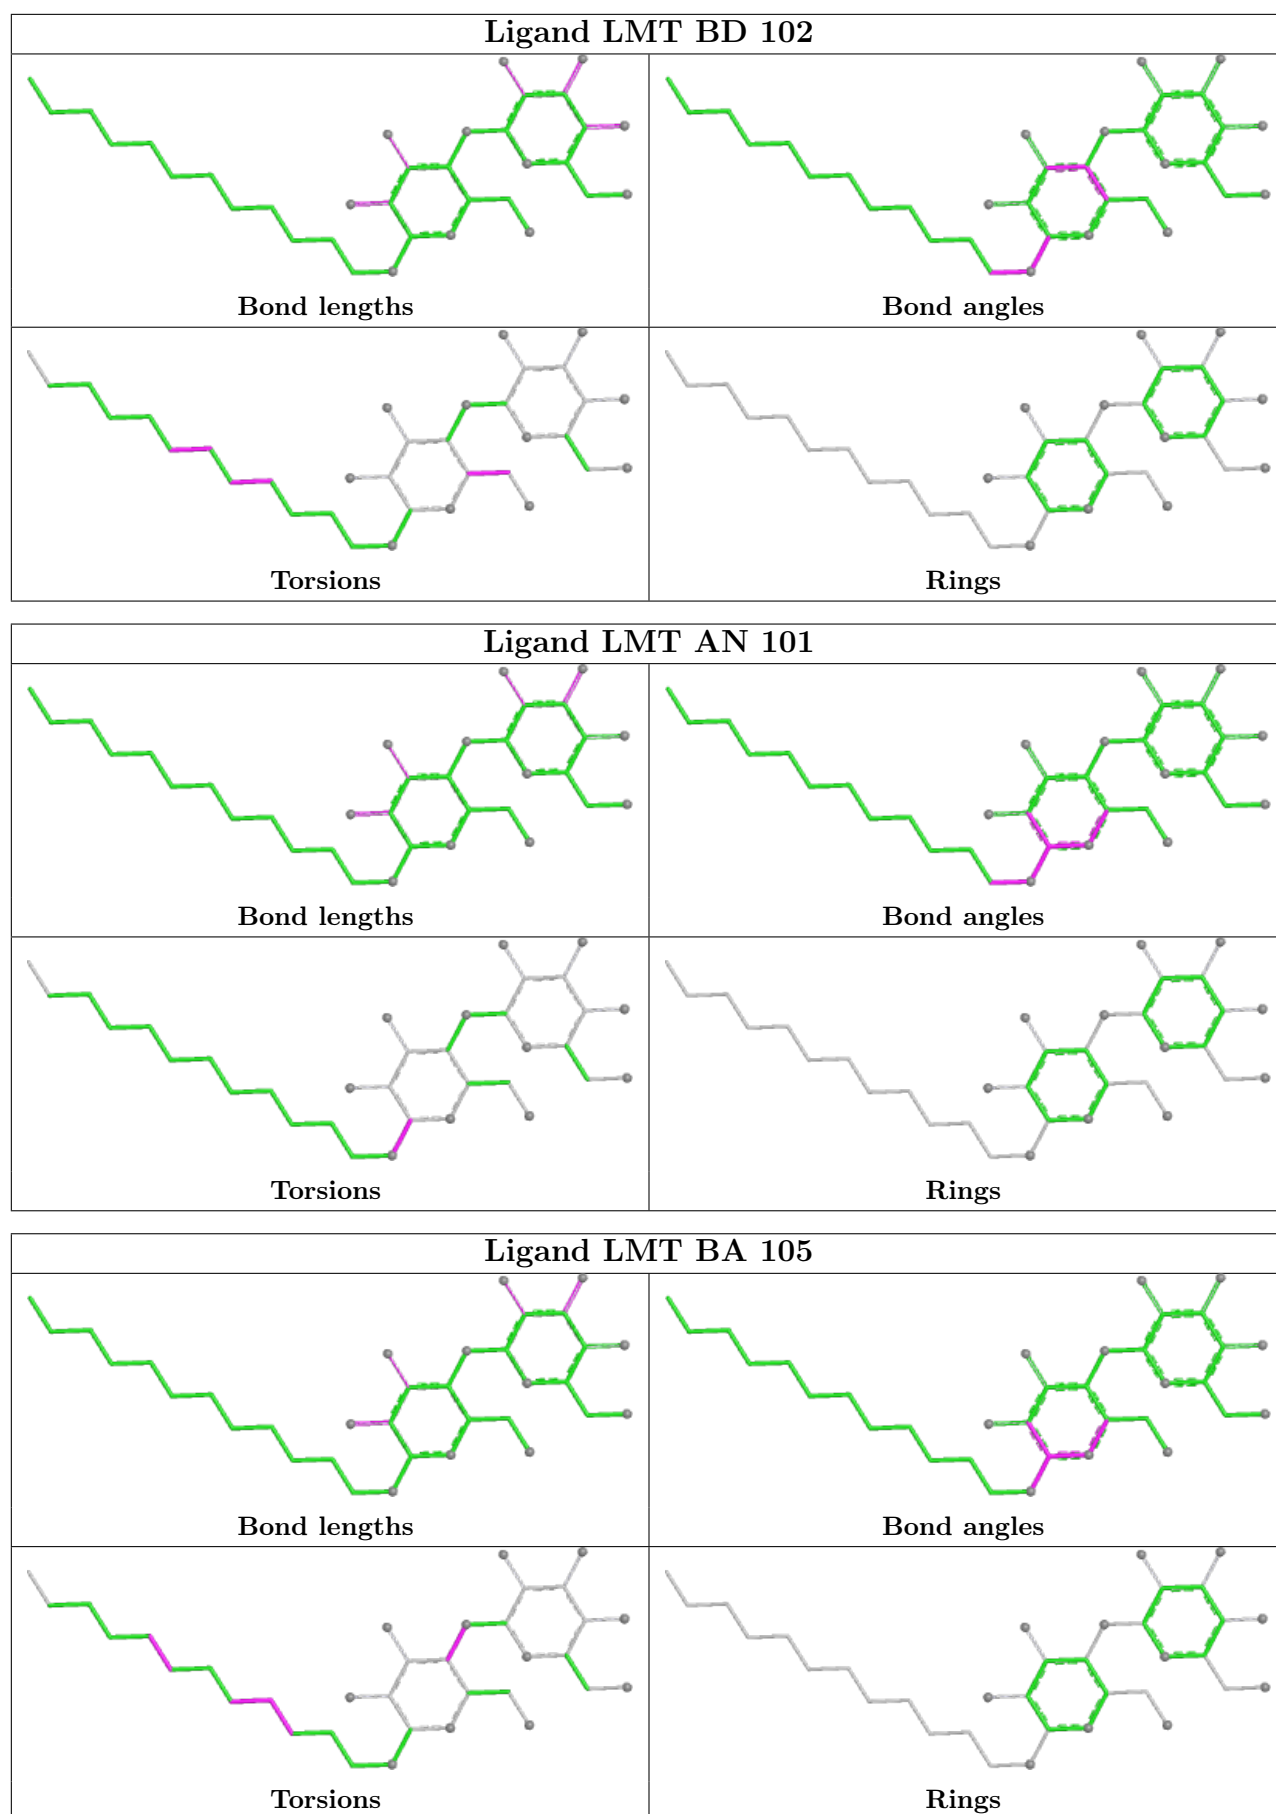 Ligand LMT BD 102
Bond lengths
Bond angles
Torsions
Rings
Ligand LMT AN 101
Bond lengths
Bond angles
Torsions
Rings
Ligand LMT BA 105
Bond lengths
Bond angles
Torsions
Rings